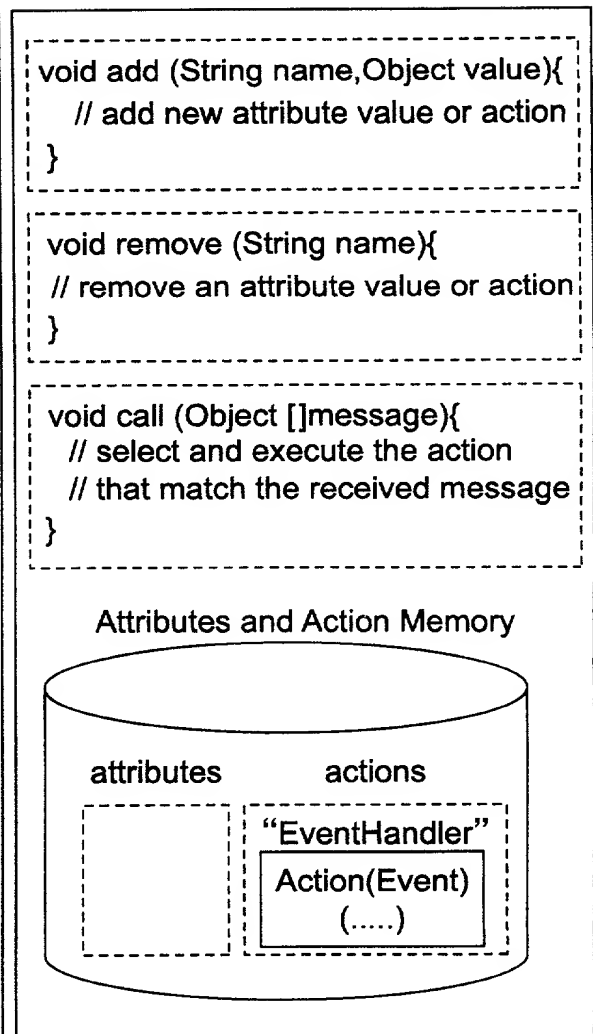 void add (String name,Object value){
// add new attribute value or action
}
void remove (String name){
// remove an attribute value or action
}
void call (Object []message){
// select and execute the action
// that match the received message
}
Attributes and Action Memory
attributes actions
“EventHandler”
Action(Event)
(.....)